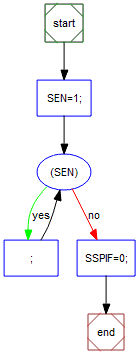 start
SEN=1;
(SEN)
yes
no
;
SSPIF=0;
end